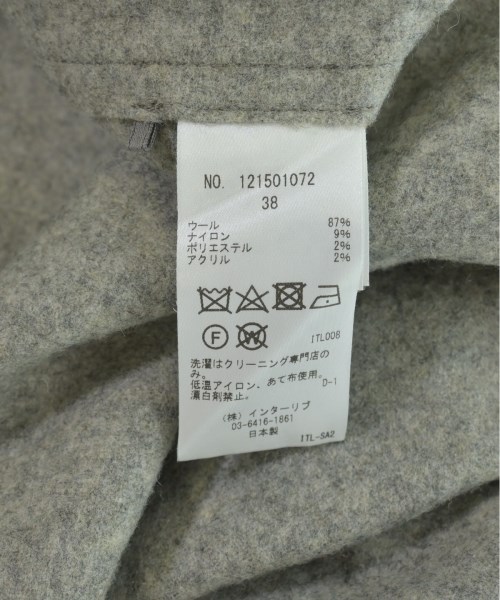 NO. 121501072
38
ウール 87%
ナイロン 9%
ポリエステル 2%
アクリル 2%
F W
ITL008
洗濯はクリーニング専門店の
み。
低温アイロン、あて布使用。
漂白剤禁止。 D-1
(株) インターリブ
03-6416-1861
日本製
ITL-SA2